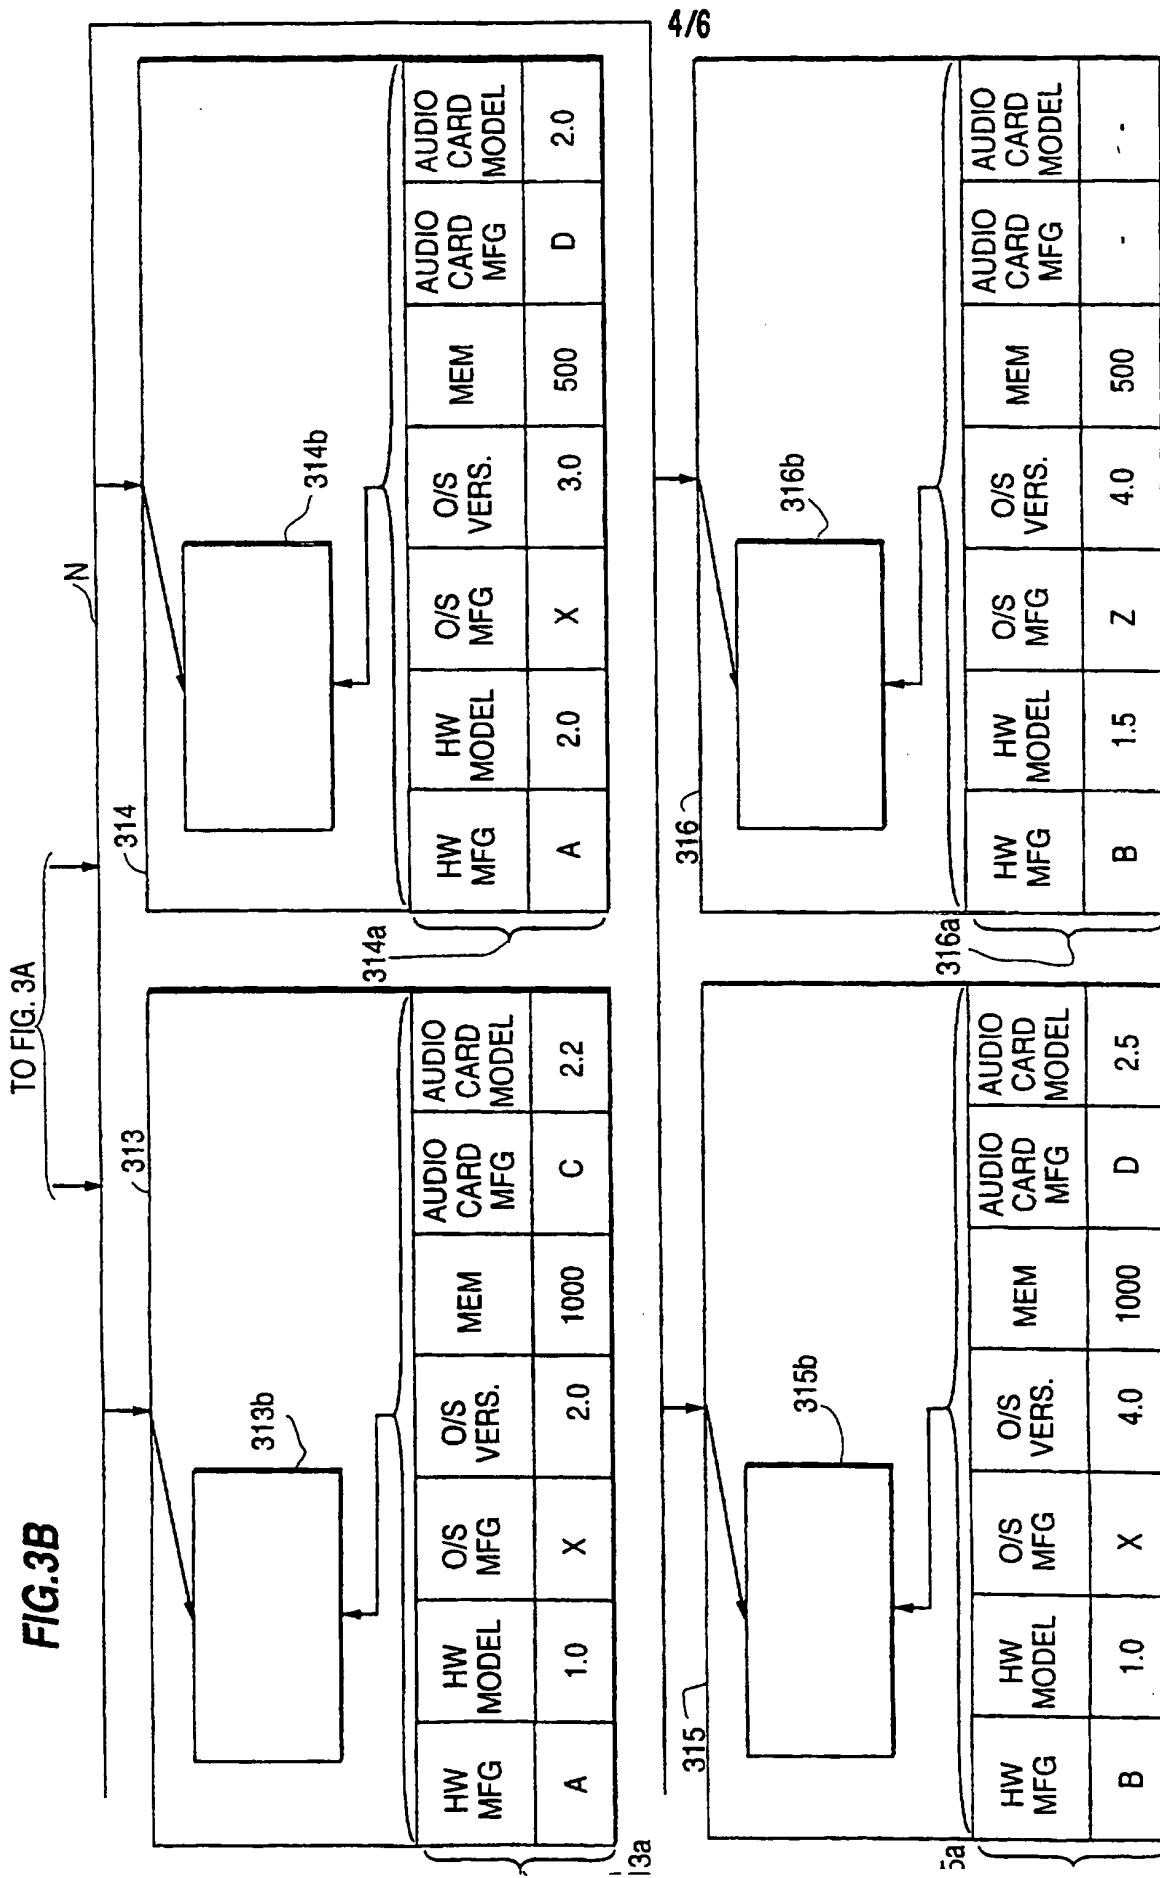 4/6
FIG.3B
TO FIG. 3A
N
313
313b
HW MFG
HW MODEL
O/S MFG
O/S VERS.
MEM
AUDIO CARD MFG
AUDIO CARD MODEL
A
1.0
X
2.0
1000
C
2.2
13a
314
314b
314a
HW MFG
HW MODEL
O/S MFG
O/S VERS.
MEM
AUDIO CARD MFG
AUDIO CARD MODEL
A
2.0
X
3.0
500
D
2.0
315
315b
HW MFG
HW MODEL
O/S MFG
O/S VERS.
MEM
AUDIO CARD MFG
AUDIO CARD MODEL
B
1.0
X
4.0
1000
D
2.5
5a
316
316b
316a
HW MFG
HW MODEL
O/S MFG
O/S VERS.
MEM
AUDIO CARD MFG
AUDIO CARD MODEL
B
1.5
Z
4.0
500
-
- -